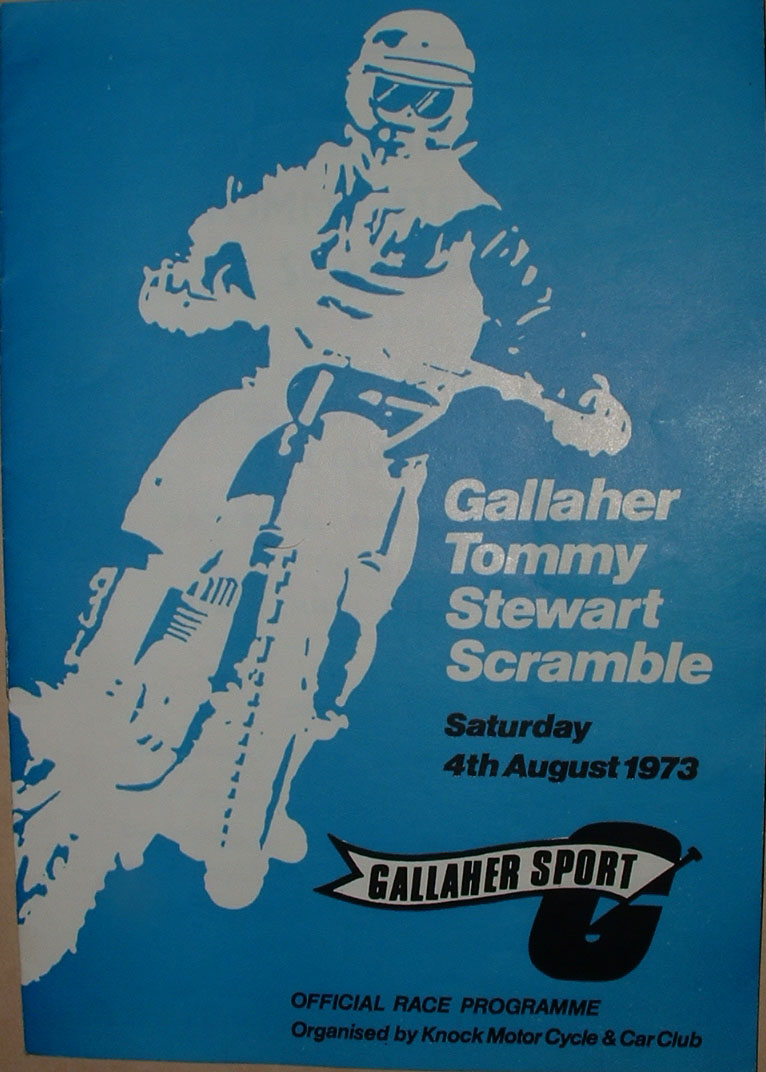 Gallaher
Tommy
Stewart
Scramble
Saturday
4th August 1973
GALLAHER SPORT
G
OFFICIAL RACE PROGRAMME
Organised by Knock Motor Cycle & Car Club